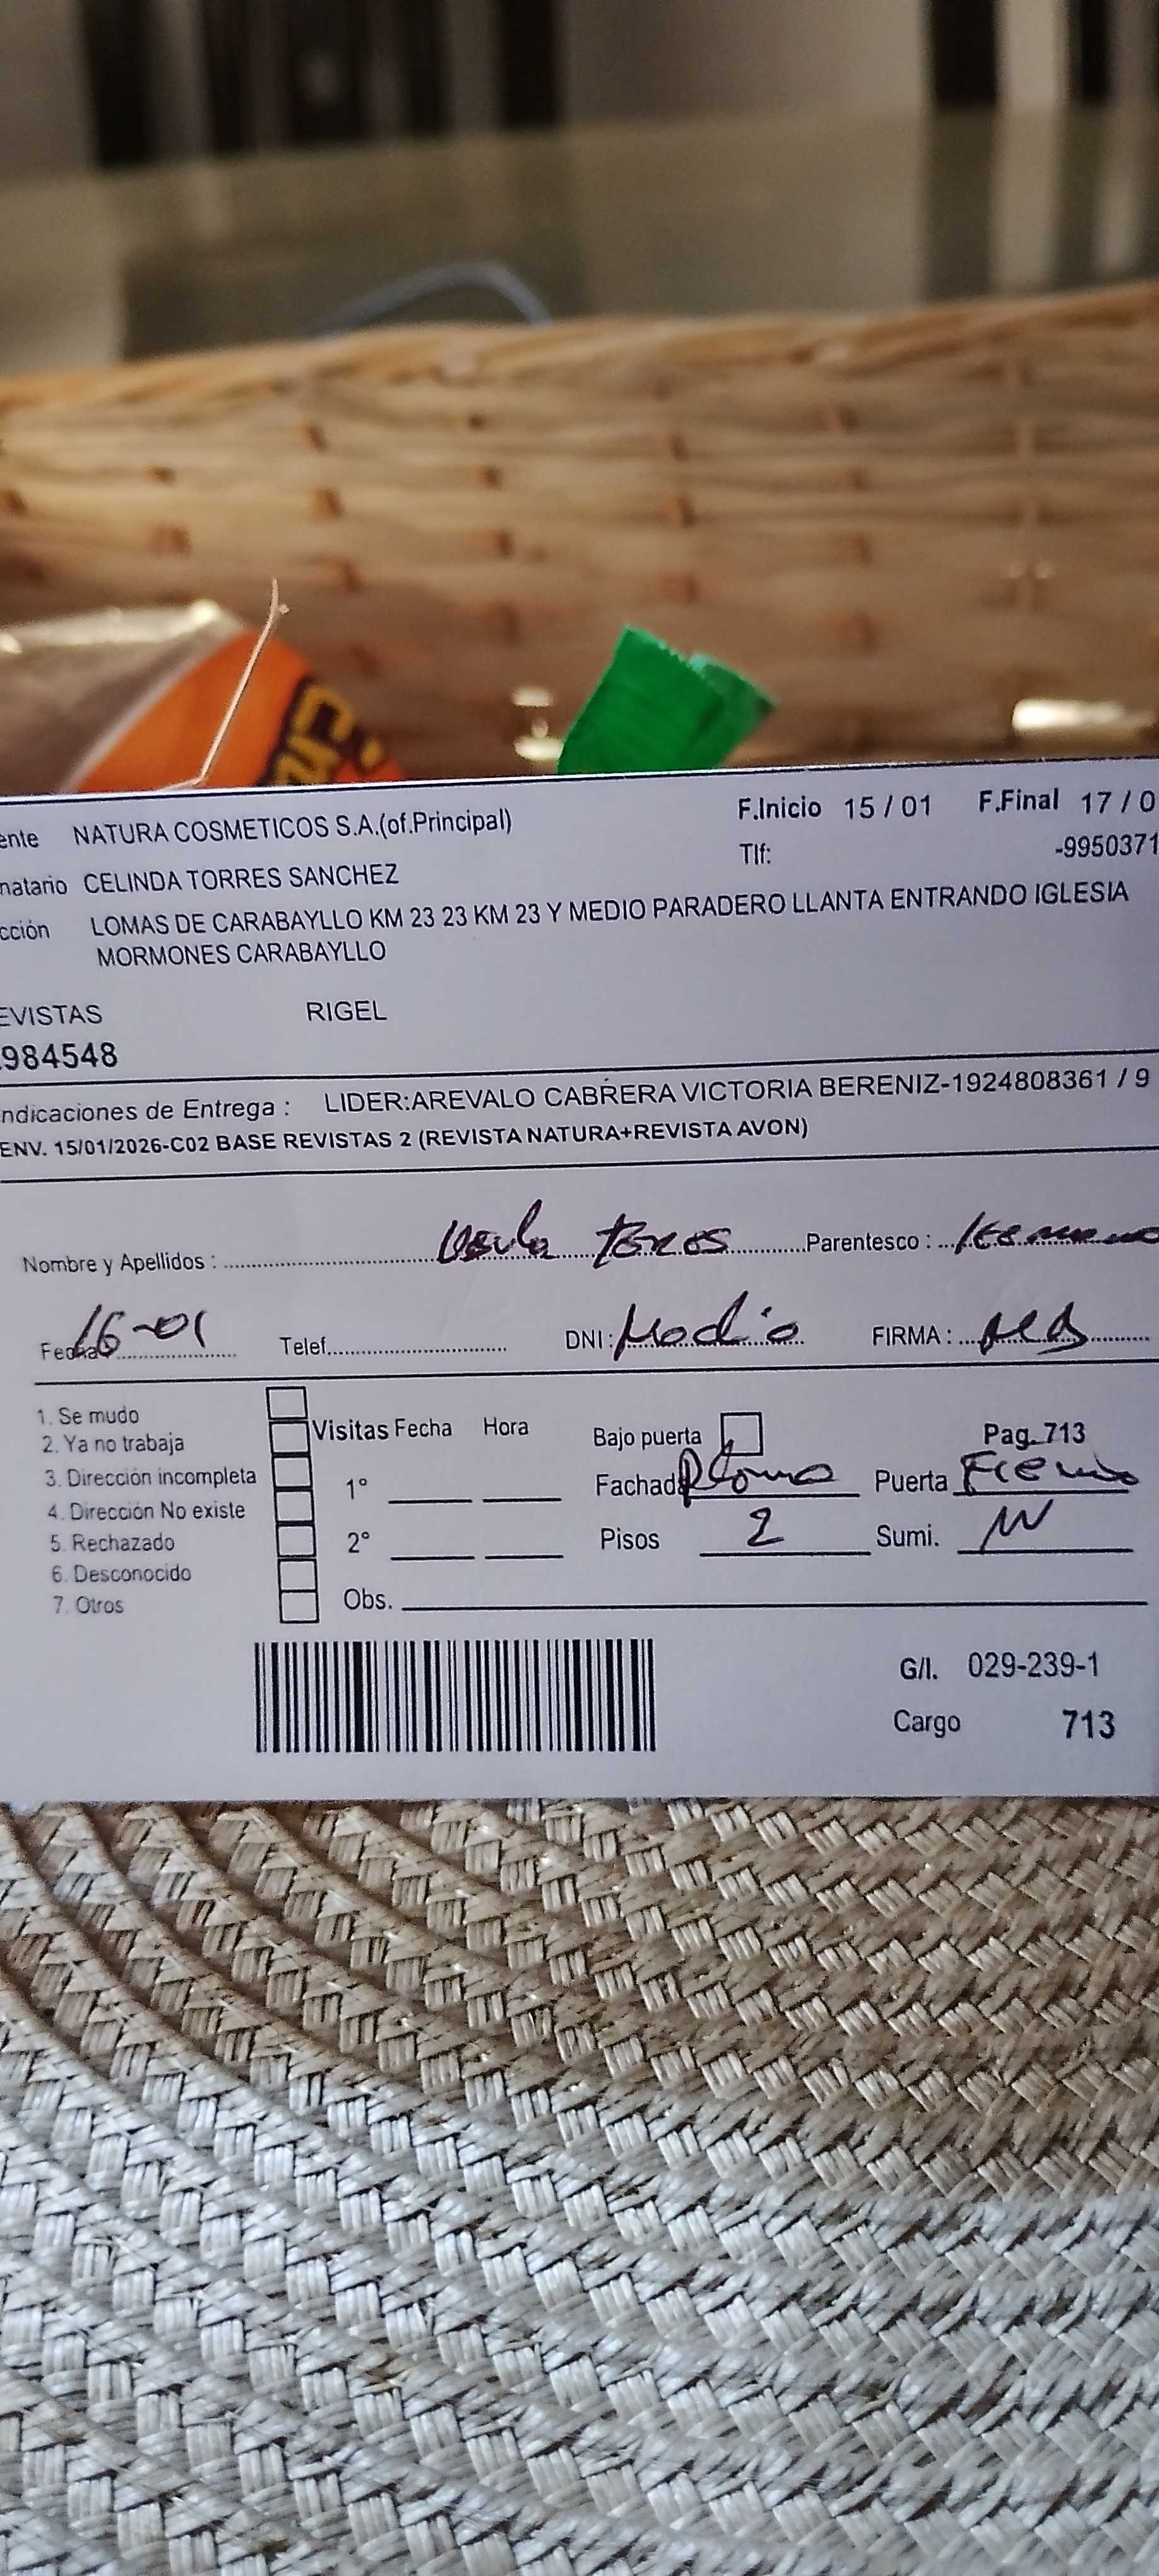 ente NATURA COSMETICOS S.A.(of.Principal) F.Inicio 15 / 01 F.Final 17 / 0
Tlf: -9950371
natario CELINDA TORRES SANCHEZ
cción LOMAS DE CARABAYLLO KM 23 23 KM 23 Y MEDIO PARADERO LLANTA ENTRANDO IGLESIA
MORMONES CARABAYLLO
EVISTAS RIGEL
984548
ndicaciones de Entrega : LIDER:AREVALO CABRERA VICTORIA BERENIZ-1924808361 / 9
ENV. 15/01/2026-C02 BASE REVISTAS 2 (REVISTA NATURA+REVISTA AVON)
Nombre y Apellidos : Torres Parentesco :
Fecha 16-01 Telef. DNI: FIRMA :
1. Se mudo
2. Ya no trabaja
3. Dirección incompleta
4. Dirección No existe
5. Rechazado
6. Desconocido
7. Otros
Visitas Fecha Hora
1°
2°
Bajo puerta Pag. 713
Fachada Plomo Puerta Fierro
Pisos 2 Sumi. N
Obs.
G/I. 029-239-1
Cargo 713